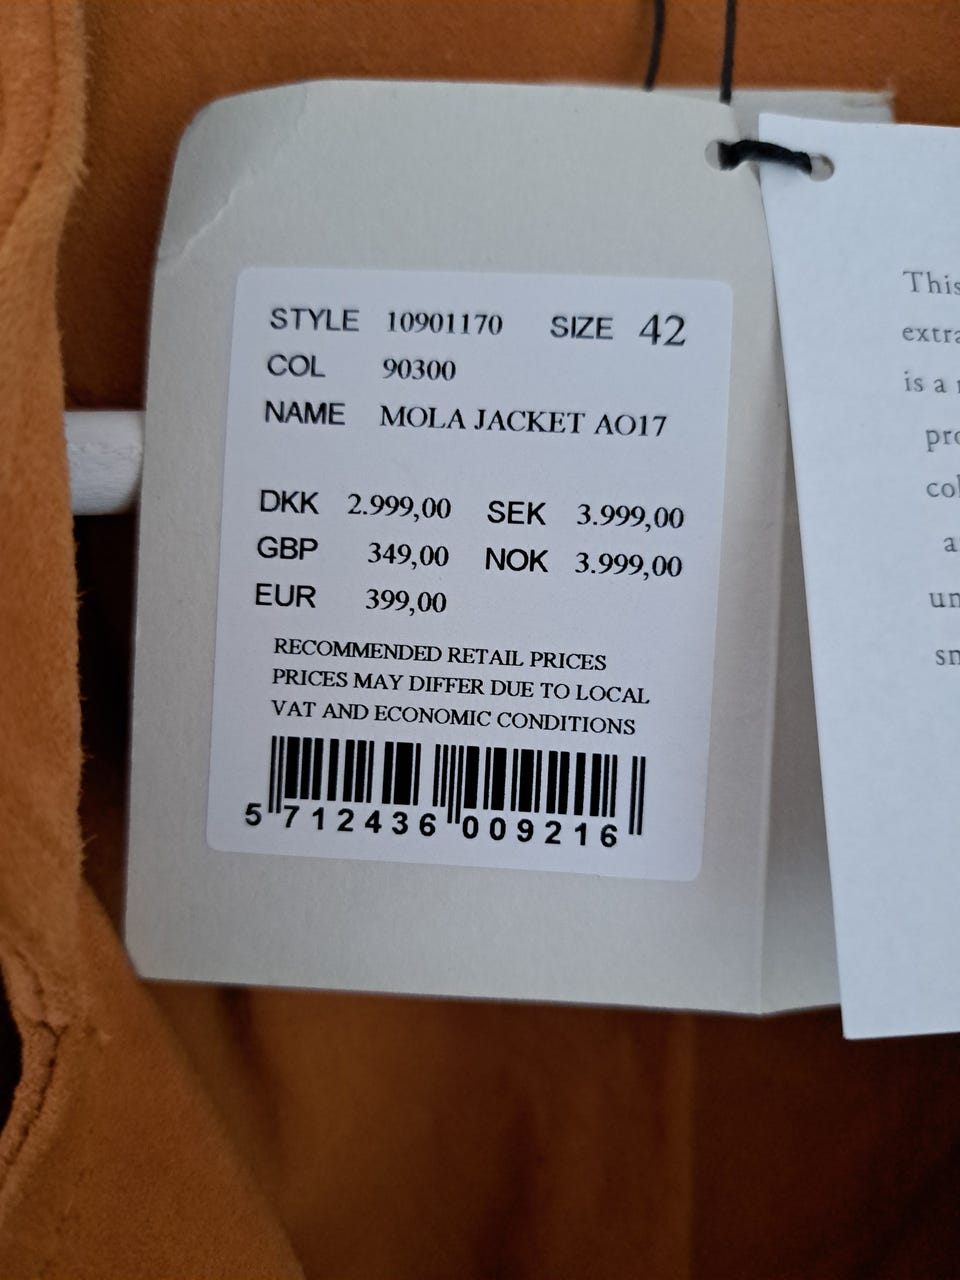 STYLE 10901170 SIZE 42
COL 90300
NAME MOLA JACKET AO17
DKK 2.999,00 SEK 3.999,00
GBP 349,00 NOK 3.999,00
EUR 399,00
RECOMMENDED RETAIL PRICES
PRICES MAY DIFFER DUE TO LOCAL
VAT AND ECONOMIC CONDITIONS
5 712436 009216
This
is a